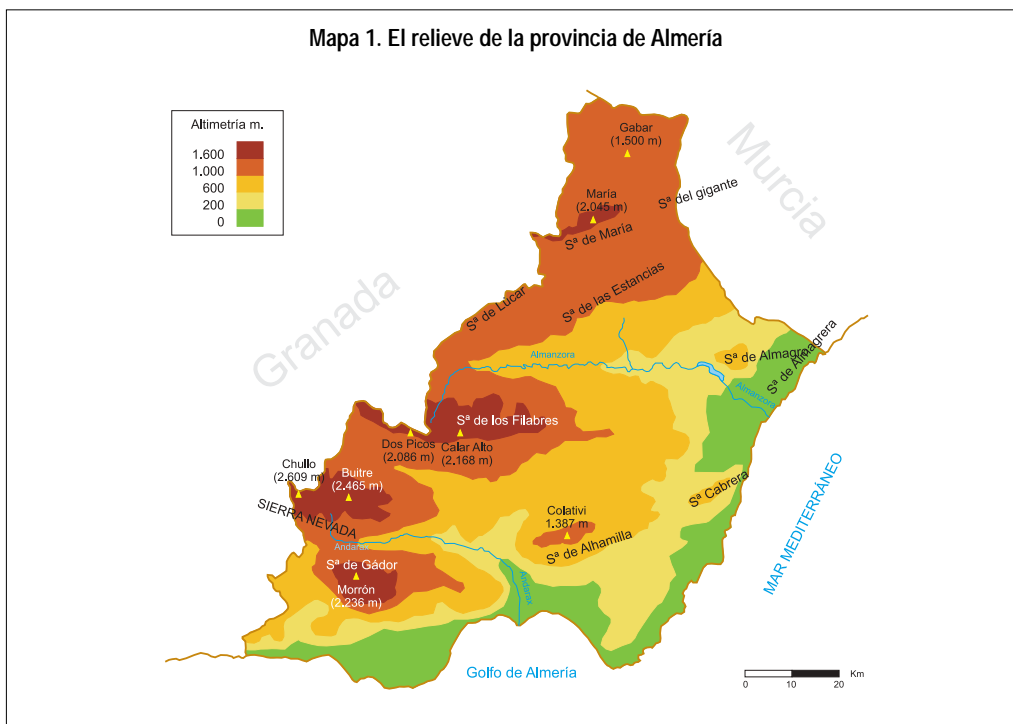 Mapa 1. El relieve de la provincia de Almería
Altimetría m.
1.600
1.000
600
200
0
Granada
Murcia
Gabar
(1.500 m)
María
(2.045 m)
Sª de María
Sª del gigante
Sª de Lúcar
Sª de las Estancias
Almanzora
Sª de Almagro
Sª de Almagrera
Almanzora
Sª de los Filabres
Dos Picos
(2.086 m)
Calar Alto
(2.168 m)
Chullo
(2.609 m)
Buitre
(2.465 m)
SIERRA NEVADA
Andarax
Sª Cabrera
Colativi
1.387 m
Sª de Alhamilla
Sª de Gádor
Morrón
(2.236 m)
Andarax
MAR MEDITERRÁNEO
Golfo de Almería
0 10 20
Km